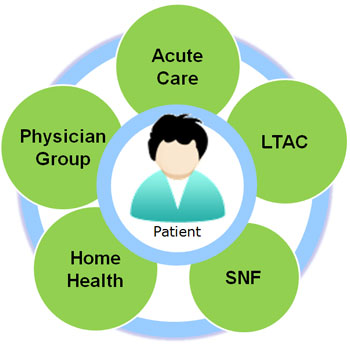 Acute
Care
LTAC
SNF
Home
Health
Physician
Group
Patient